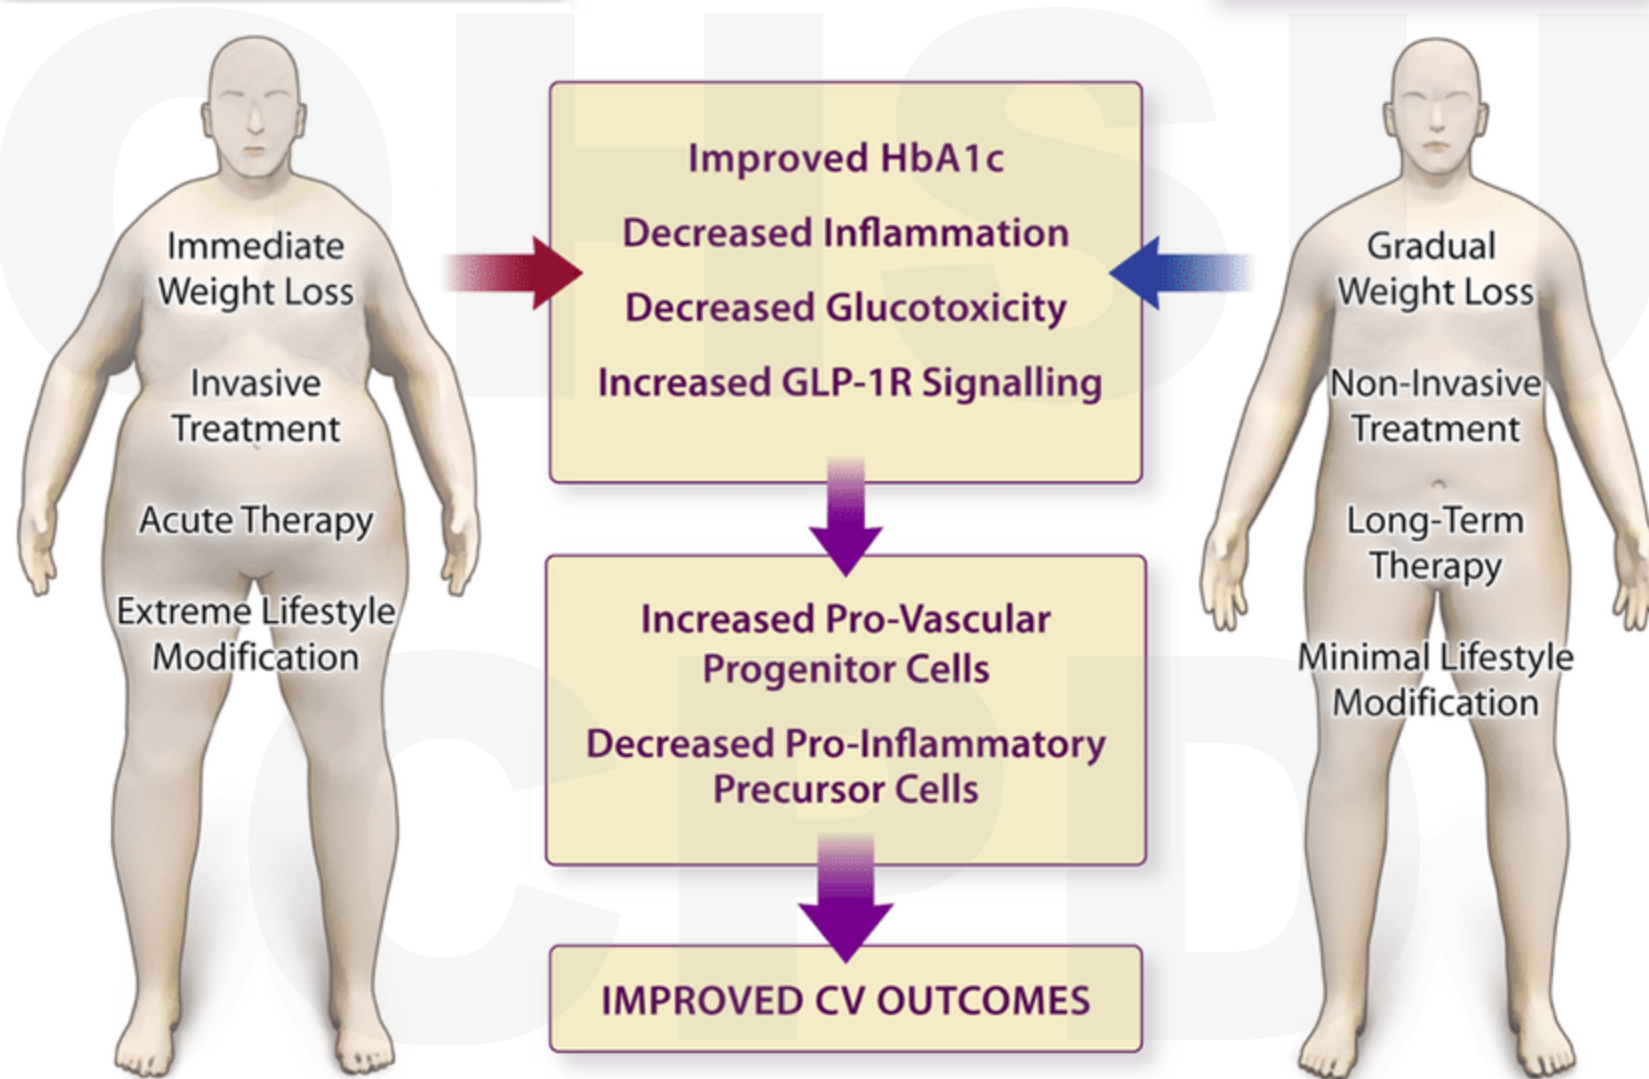 Immediate
Weight Loss
Invasive
Treatment
Acute Therapy
Extreme Lifestyle
Modification
Improved HbA1c
Decreased Inflammation
Decreased Glucotoxicity
Increased GLP-1R Signalling
Increased Pro-Vascular
Progenitor Cells
Decreased Pro-Inflammatory
Precursor Cells
IMPROVED CV OUTCOMES
Gradual
Weight Loss
Non-Invasive
Treatment
Long-Term
Therapy
Minimal Lifestyle
Modification
OHSU
CPD